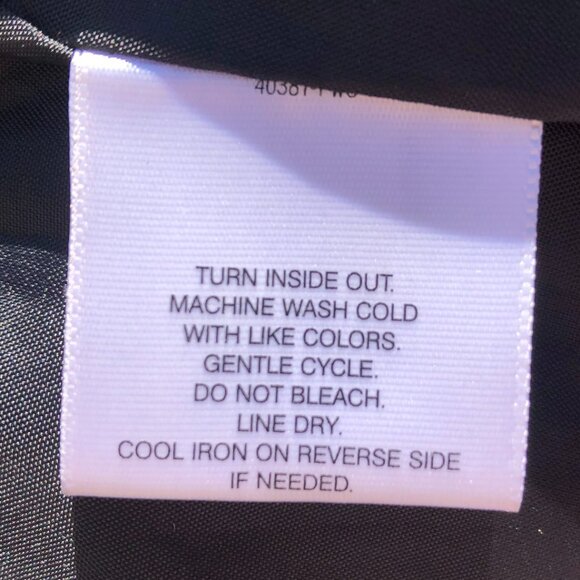 TURN INSIDE OUT.
MACHINE WASH COLD
WITH LIKE COLORS.
GENTLE CYCLE.
DO NOT BLEACH.
LINE DRY.
COOL IRON ON REVERSE SIDE
IF NEEDED.